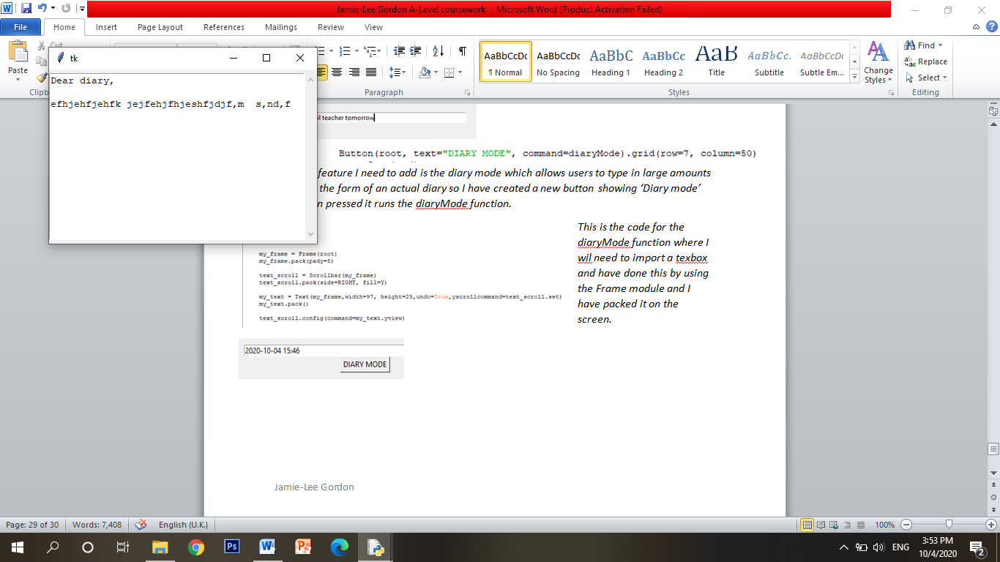 Jamie-Lee Gordon A-Level coursework - Microsoft Word (Product Activation Failed)
File Home Insert Page Layout References Mailings Review View
Paste Cut
AaBbCcDc AaBbCcDc AaBbC AaBbCc AaB AaBbCc. AaBbCcDc
¶ Normal No Spacing Heading 1 Heading 2 Title Subtitle Subtle Em...
Change Styles
Find
Replace
Select
Paragraph Styles Editing
tk
Dear diary,
efhjehfjehfk jejfehjfhjeshfjdjf,m s,nd,f
il teacher tomorrow
Button(root, text="DIARY MODE", command=diaryMode).grid(row=7, column=50)
feature I need to add is the diary mode which allows users to type in large amounts
the form of an actual diary so I have created a new button showing ‘Diary mode’
n pressed it runs the diaryMode function.
This is the code for the
diaryMode function where I
wil need to import a texbox
and have done this by using
the Frame module and I
have packed it on the
screen.
my_frame = Frame(root)
my_frame.pack(pady=5)
text_scroll = Scrollbar(my_frame)
text_scroll.pack(side=RIGHT, fill=Y)
my_text = Text(my_frame,width=97, height=25,undo=True,yscrollcommand=text_scroll.set)
my_text.pack()
text_scroll.config(command=my_text.yview)
2020-10-04 15:46
DIARY MODE
Jamie-Lee Gordon
Page: 29 of 30 Words: 7,408 English (U.K.) 100%
ENG
3:53 PM
10/4/2020
2